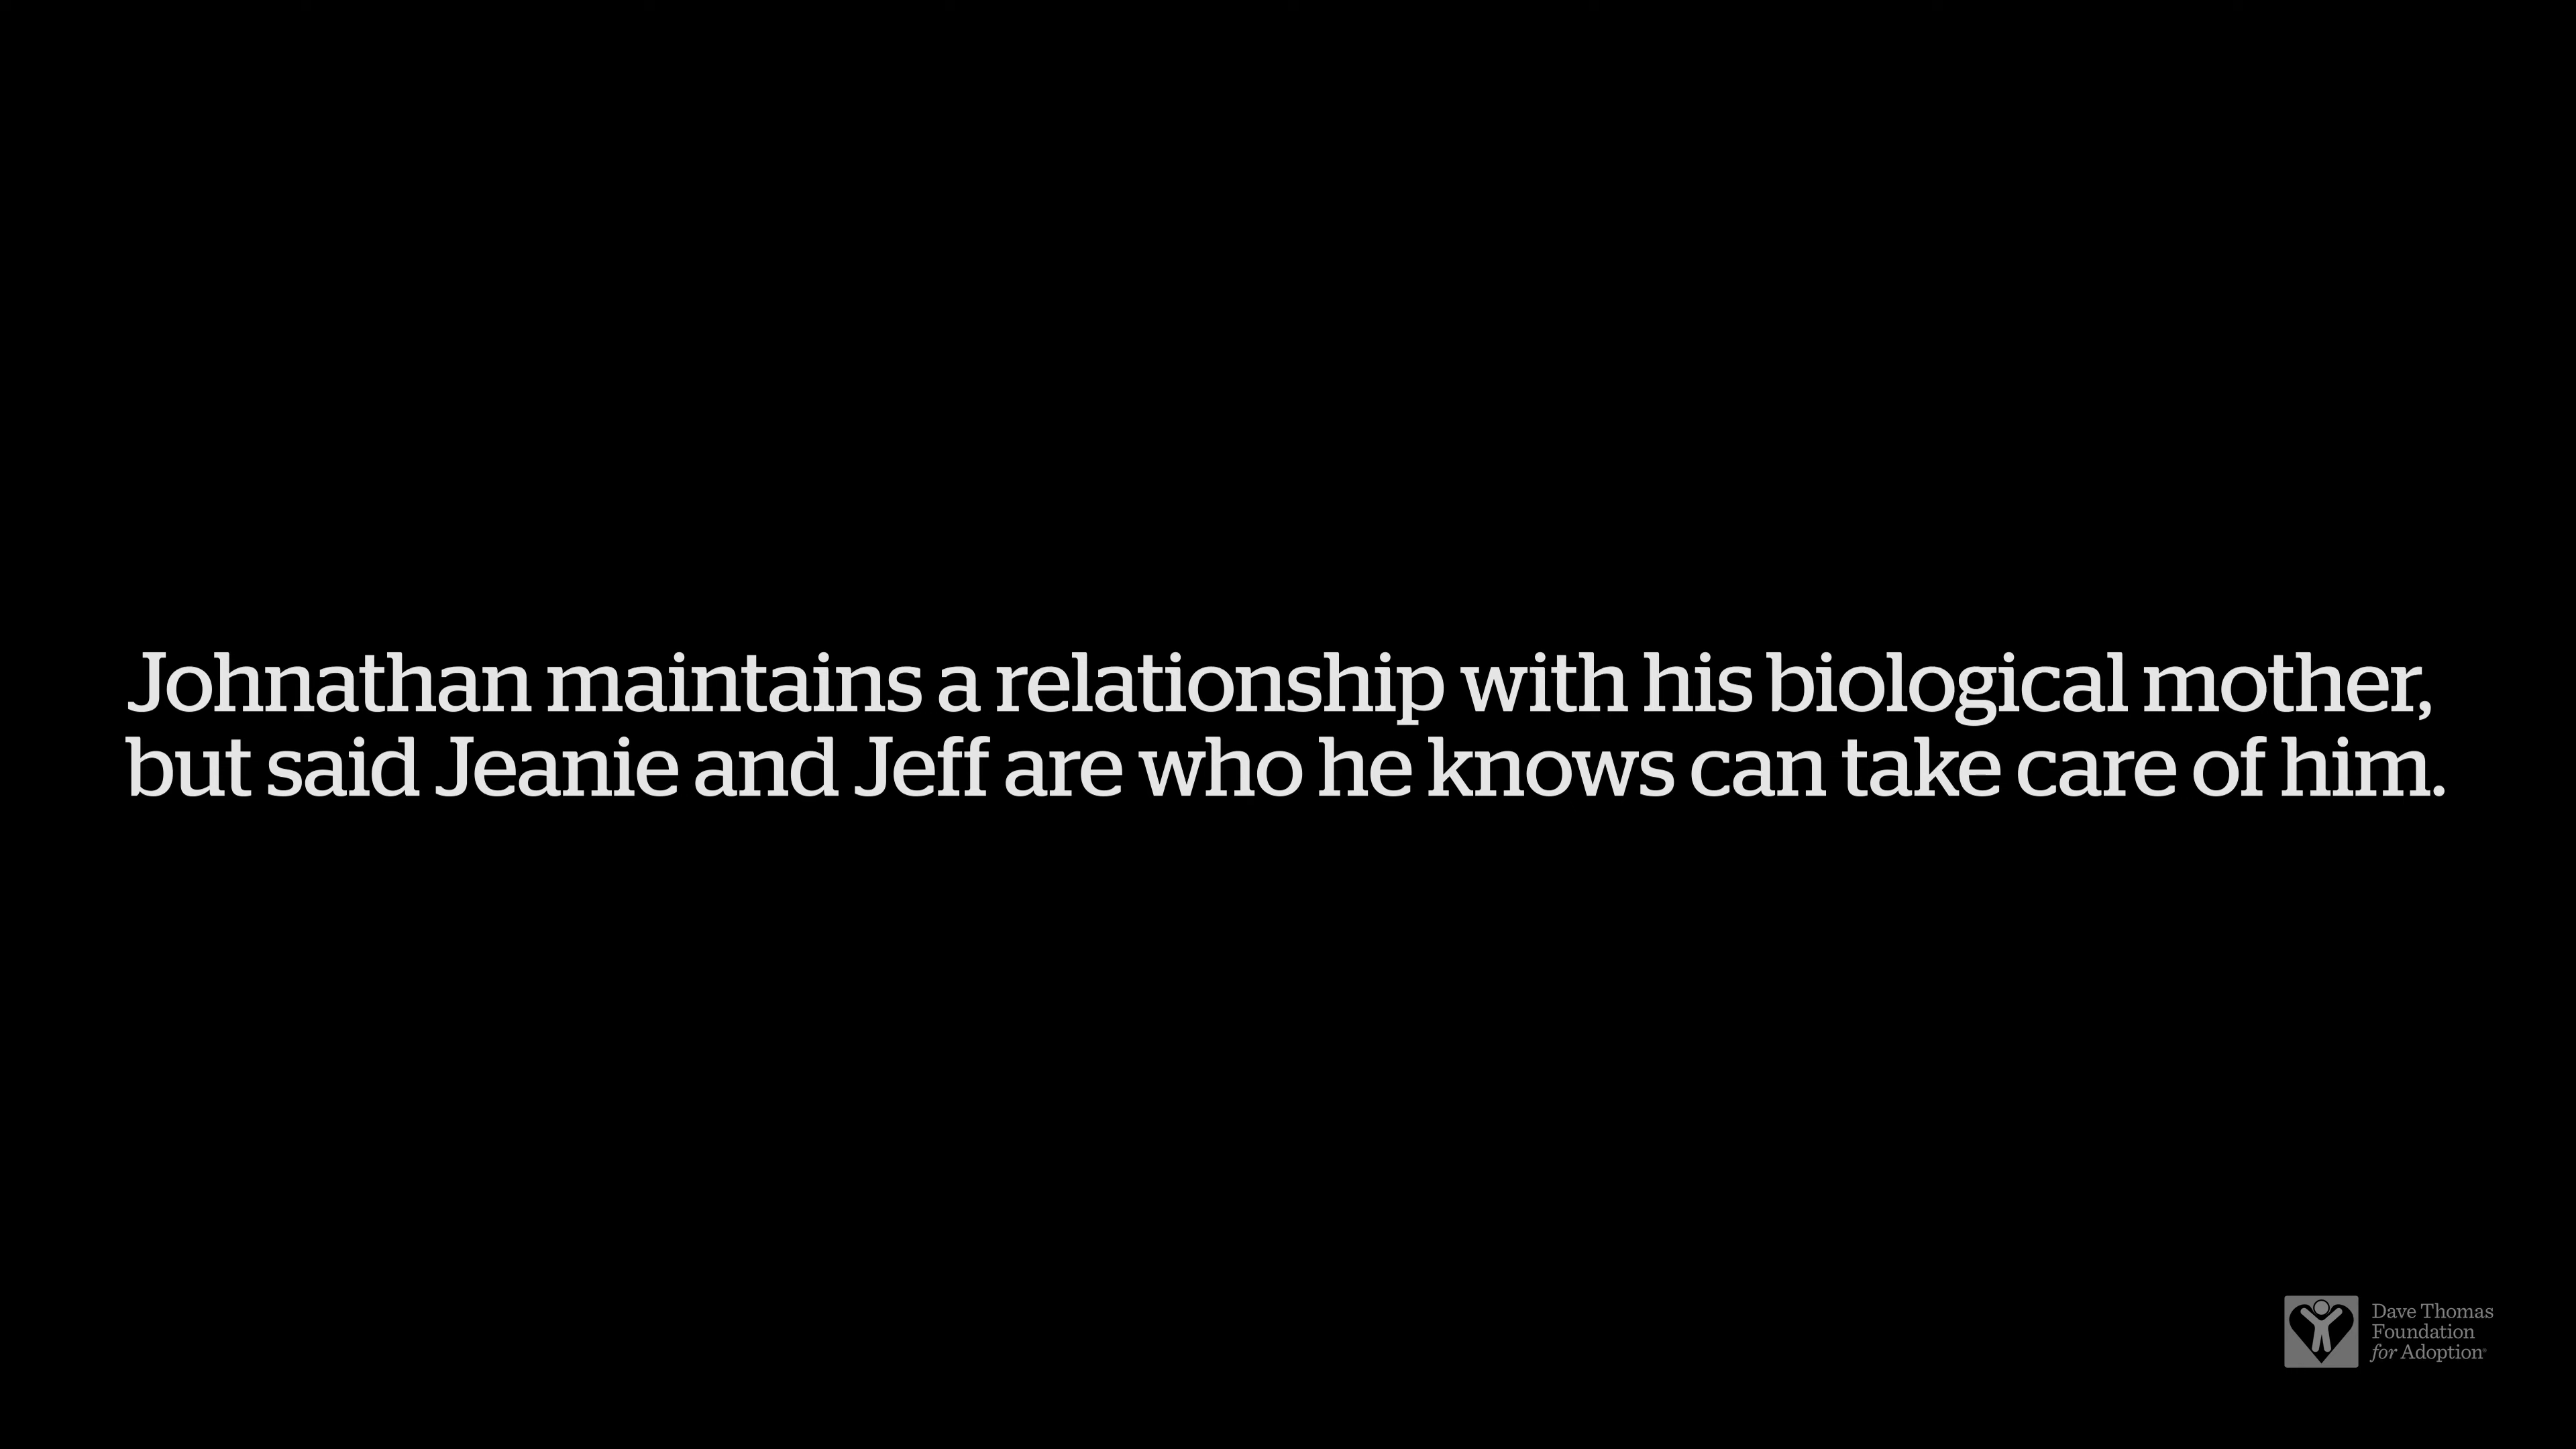 Johnathan maintains a relationship with his biological mother,
but said Jeanie and Jeff are who he knows can take care of him.
Dave Thomas
Foundation
for Adoption®